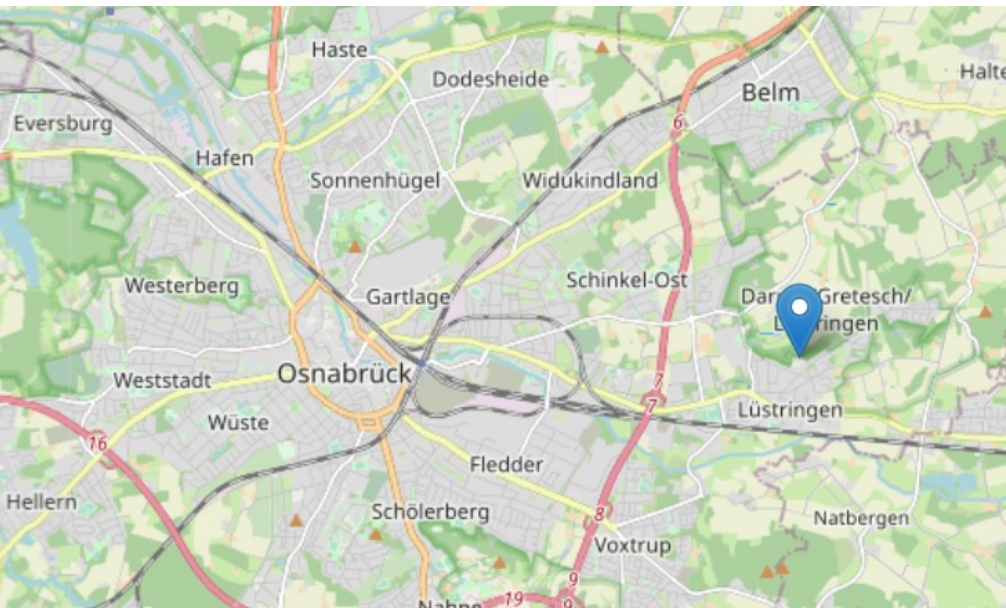 Haste
Dodesheide
Halte
Belm
Eversburg
6
Hafen
Sonnenhügel
Widukindland
Westerberg
Gartlage
Schinkel-Ost
Gretesch/
Osnabrück
Weststadt
7
7
Lüstringen
Wüste
16
Fledder
Hellern
Schölerberg
8
Natbergen
Voxtrup
9
19
9
Nahne